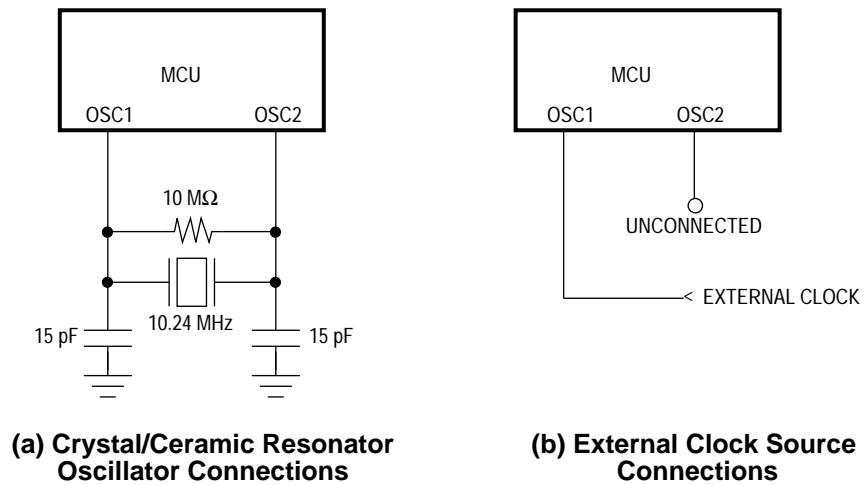 MCU
OSC1 OSC2
10 MΩ
10.24 MHz
15 pF 15 pF
(a) Crystal/Ceramic Resonator
Oscillator Connections
MCU
OSC1 OSC2
UNCONNECTED
< EXTERNAL CLOCK
(b) External Clock Source
Connections